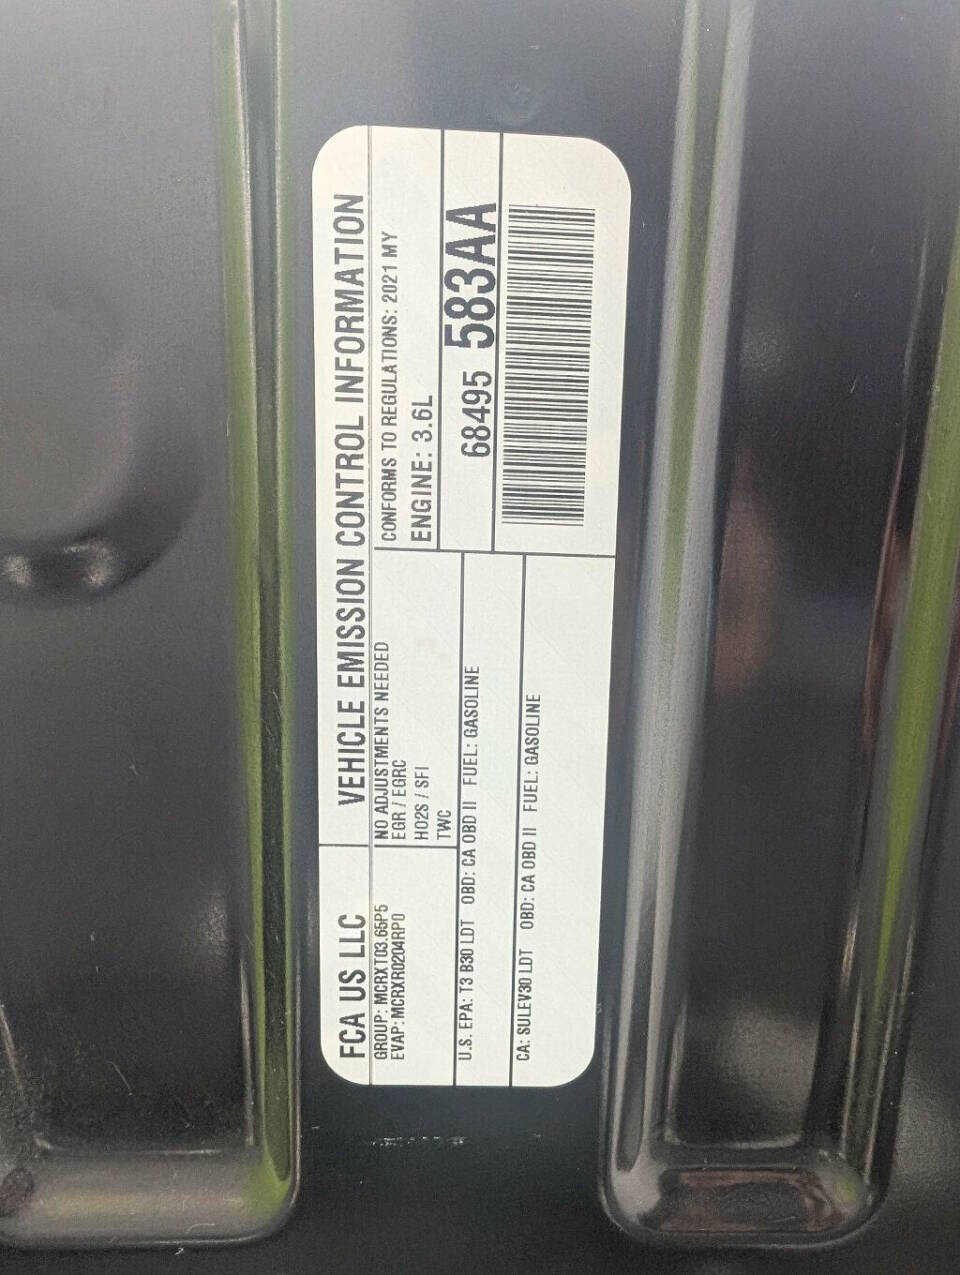 FCA US LLC
VEHICLE EMISSION CONTROL INFORMATION
GROUP: MCRXT03.65P5
EVAP: MCRXR0204RP0
NO ADJUSTMENTS NEEDED
EGR / EGRC
HO2S / SFI
TWC
CONFORMS TO REGULATIONS: 2021 MY
ENGINE: 3.6L
U.S. EPA: T3 B30 LDT OBD: CA OBD II FUEL: GASOLINE
CA: SULEV30 LDT OBD: CA OBD II FUEL: GASOLINE
68495 583AA